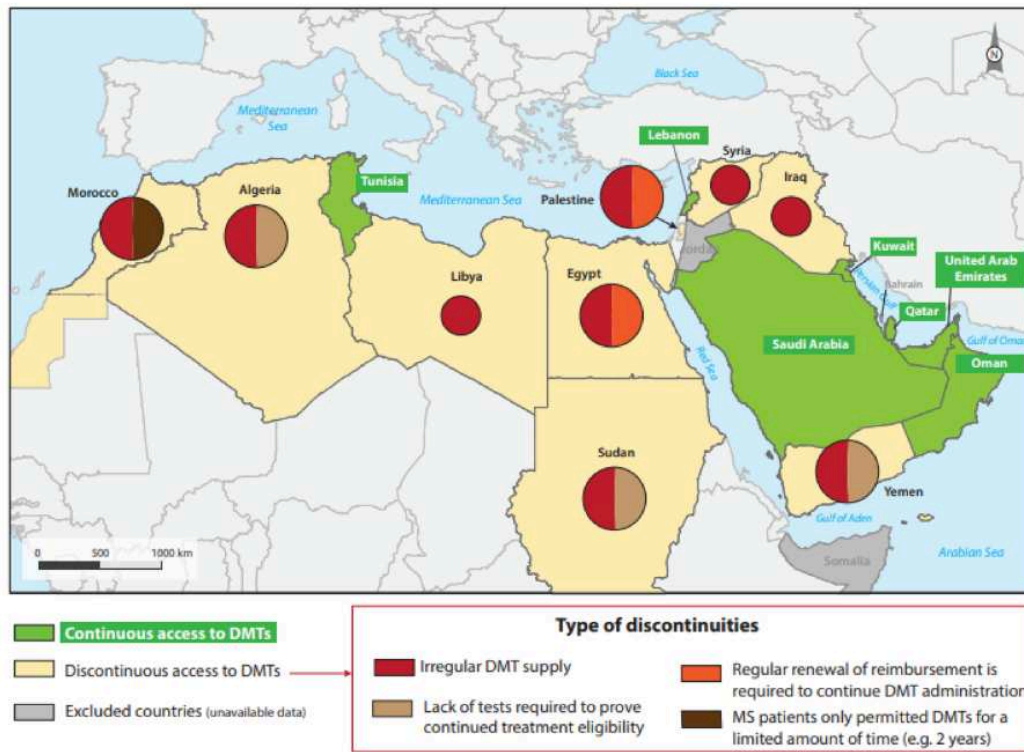 N
Black Sea
Mediterranean
Sea
Lebanon
Syria
Tunisia
Morocco
Algeria
Palestine
Iraq
Mediterranean Sea
Jorda
Kuwait
United Arab
Emirates
Libya
Egypt
Persian Gulf
Bahrain
Qatar
Gulf of Oman
Saudi Arabia
Red Sea
Oman
Sudan
Yemen
Gulf of Aden
Arabian Sea
Somalia
0 500 1000 km
Continuous access to DMTs
Discontinuous access to DMTs
Excluded countries (unavailable data)
Type of discontinuities
Irregular DMT supply
Lack of tests required to prove
continued treatment eligibility
Regular renewal of reimbursement is
required to continue DMT administration
MS patients only permitted DMTs for a
limited amount of time (e.g. 2 years)